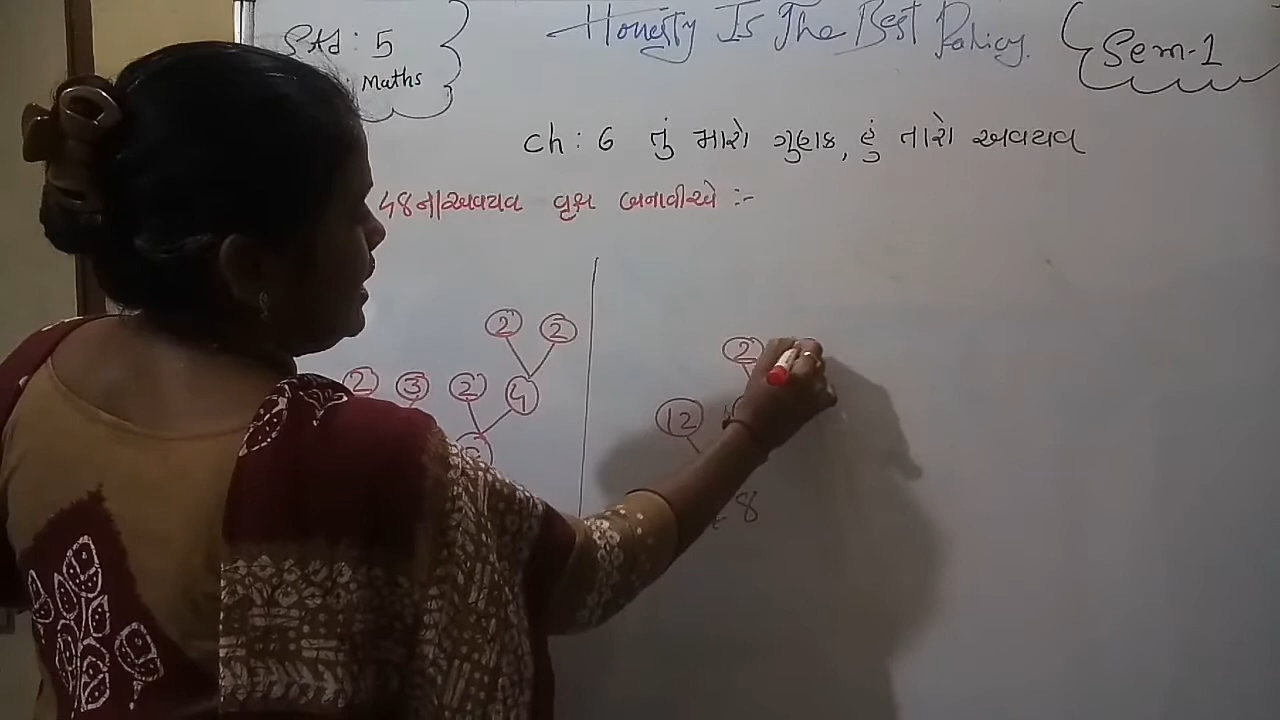 Std : 5
Maths
Honesty Is The Best Policy.
Sem-1
ch : 6 તું મારો ગુણક, હું તારો અવયવ
48ના અવયવ વૃક્ષ બનાવીએ :-
2 2
2 3 2 4
2
12
8